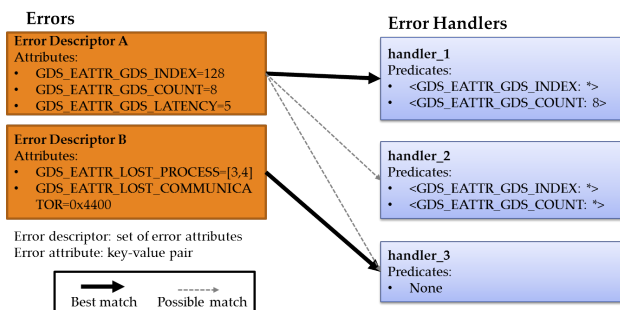 Errors
Error Descriptor A
Attributes:
• GDS_EATTR_GDS_INDEX=128
• GDS_EATTR_GDS_COUNT=8
• GDS_EATTR_GDS_LATENCY=5
Error Descriptor B
Attributes:
• GDS_EATTR_LOST_PROCESS=[3,4]
• GDS_EATTR_LOST_COMMUNICA
TOR=0x4400
Error descriptor: set of error attributes
Error attribute: key-value pair
Best match
Possible match
Error Handlers
handler_1
Predicates:
• <GDS_EATTR_GDS_INDEX: *>
• <GDS_EATTR_GDS_COUNT: 8>
handler_2
Predicates:
• <GDS_EATTR_GDS_INDEX: *>
• <GDS_EATTR_GDS_COUNT: *>
handler_3
Predicates:
• None